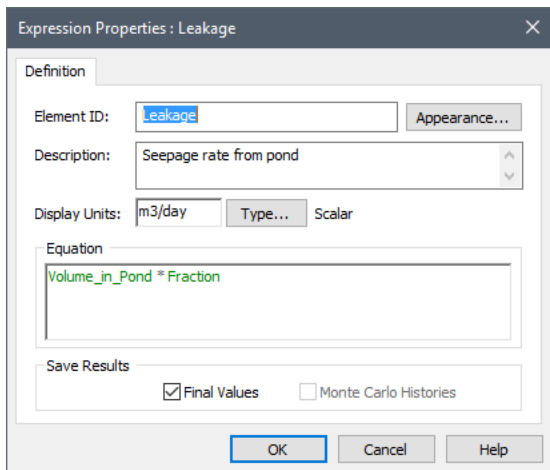 Expression Properties : Leakage
Definition
Element ID: Leakage Appearance...
Description: Seepage rate from pond
Display Units: m3/day Type... Scalar
Equation
Volume_in_Pond * Fraction
Save Results
Final Values Monte Carlo Histories
OK Cancel Help